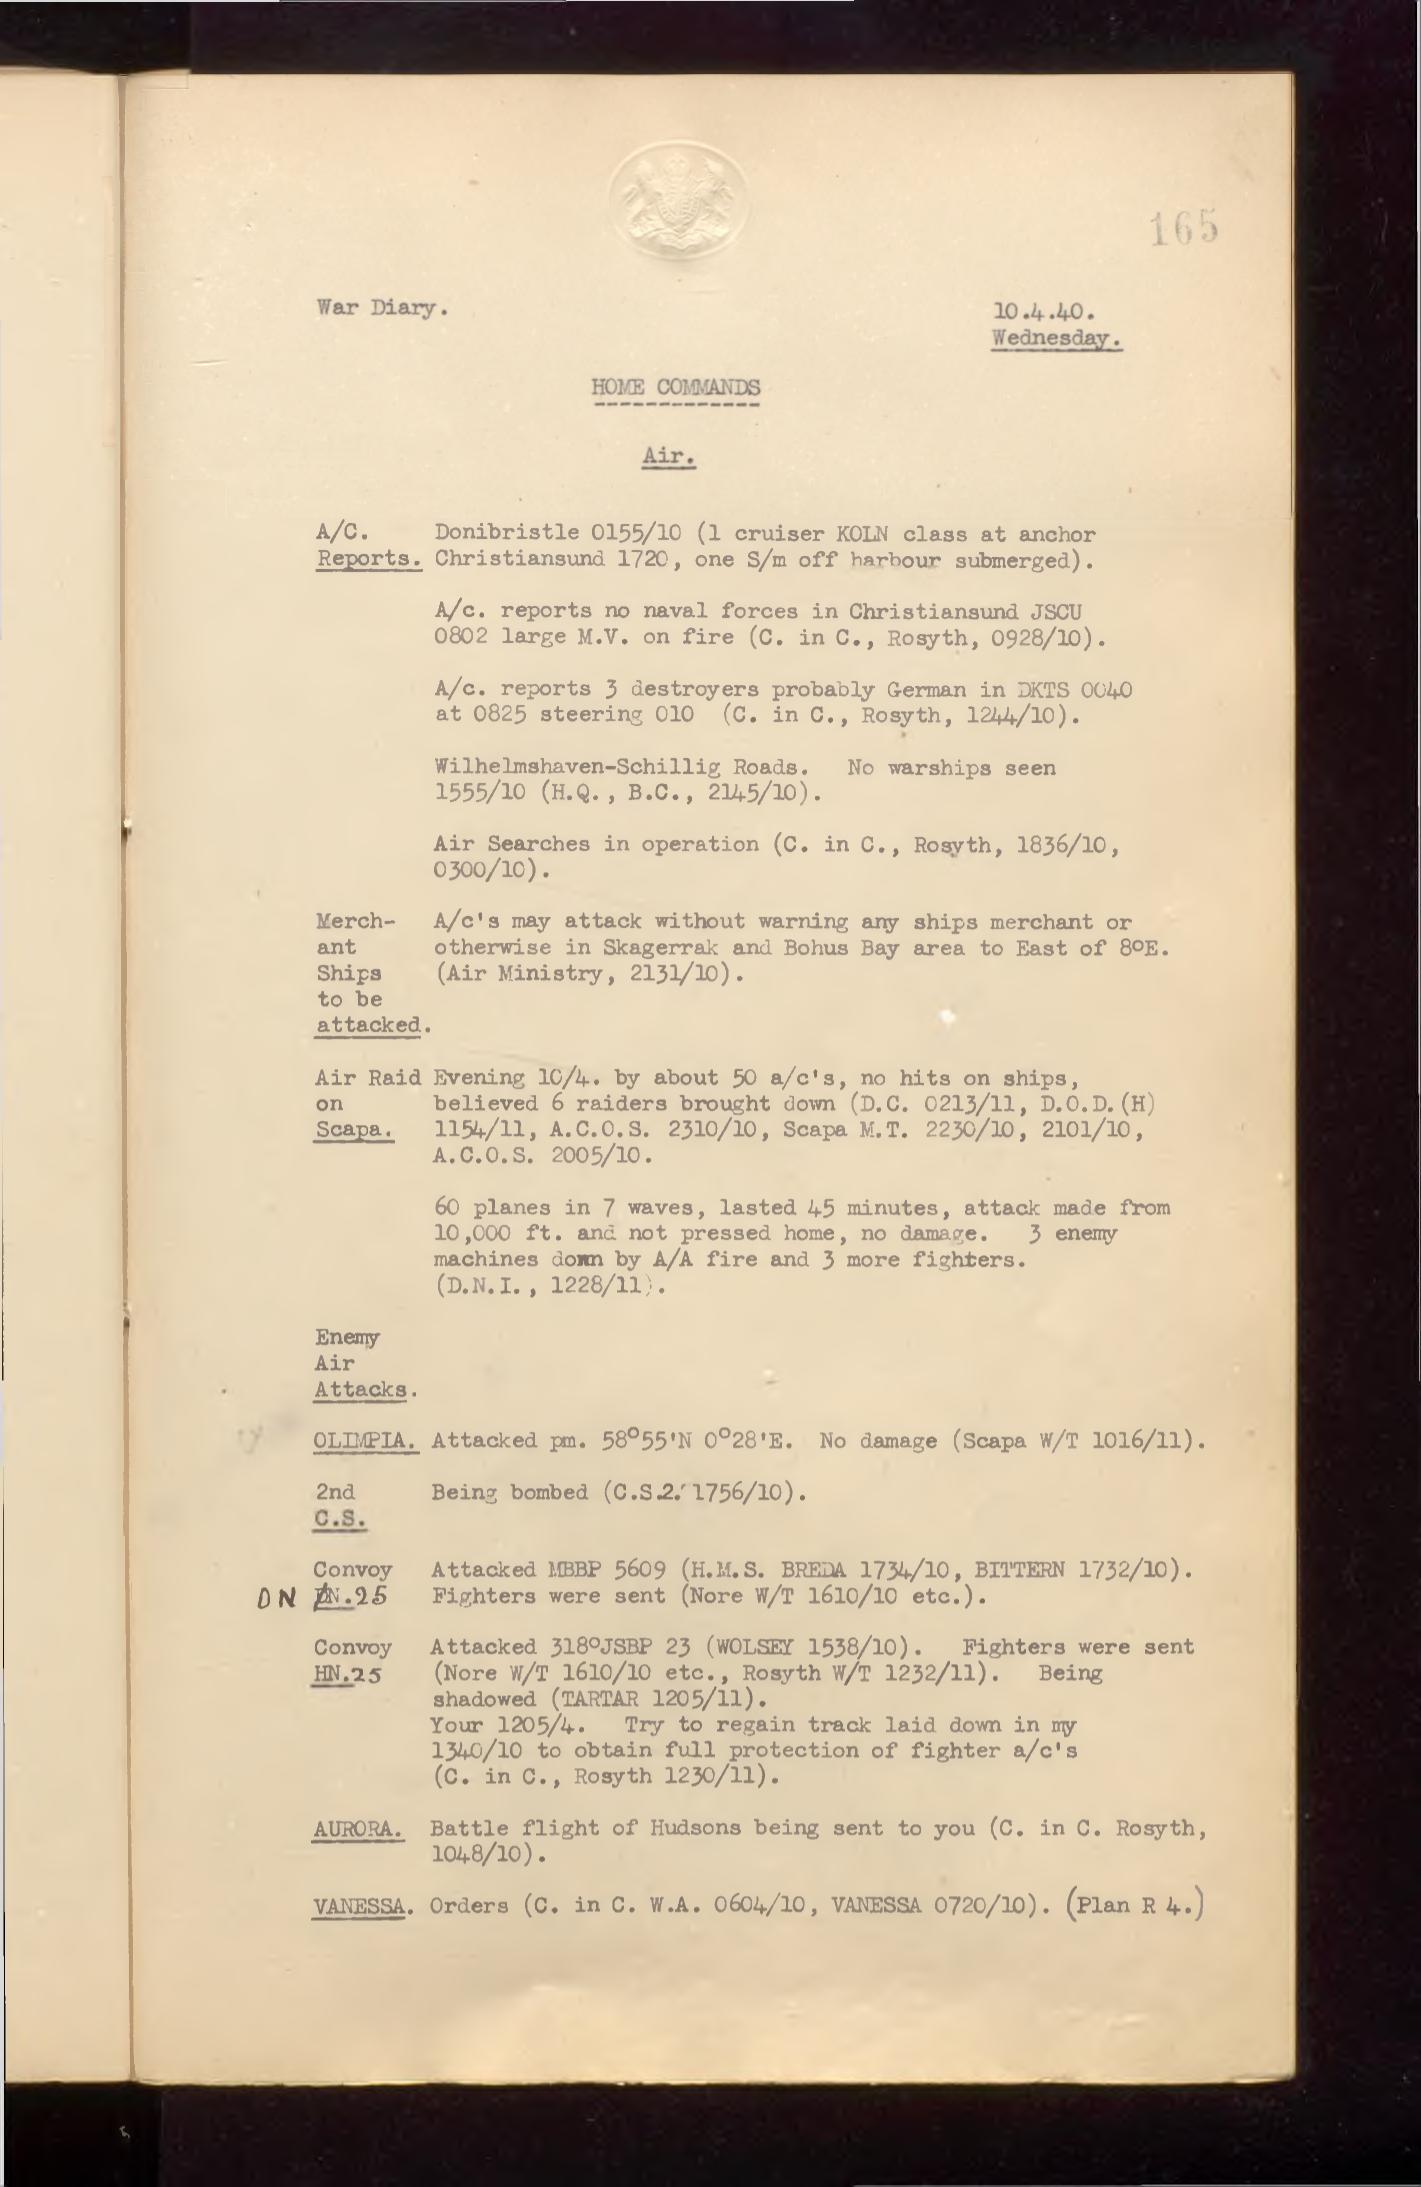 165
War Diary. 10.4.40.
Wednesday.
HOME COMMANDS
Air.
A/C. Donibristle 0155/10 (1 cruiser KOLN class at anchor
Reports. Christiansund 1720, one S/m off harbour submerged).
A/c. reports no naval forces in Christiansund JSCU
0802 large M.V. on fire (C. in C., Rosyth, 0928/10).
A/c. reports 3 destroyers probably German in DKTS 0040
at 0825 steering 010 (C. in C., Rosyth, 1244/10).
Wilhelmshaven-Schillig Roads. No warships seen
1555/10 (H.Q., B.C., 2145/10).
Air Searches in operation (C. in C., Rosyth, 1836/10,
0300/10).
Merch- A/c's may attack without warning any ships merchant or
ant otherwise in Skagerrak and Bohus Bay area to East of 8°E.
Ships (Air Ministry, 2131/10).
to be
attacked.
Air Raid Evening 10/4. by about 50 a/c's, no hits on ships,
on believed 6 raiders brought down (D.C. 0213/11, D.O.D.(H)
Scapa. 1154/11, A.C.O.S. 2310/10, Scapa M.T. 2230/10, 2101/10,
A.C.O.S. 2005/10.
60 planes in 7 waves, lasted 45 minutes, attack made from
10,000 ft. and not pressed home, no damage. 3 enemy
machines down by A/A fire and 3 more fighters.
(D.N.I., 1228/11).
Enemy
Air
Attacks.
OLIMPIA. Attacked pm. 58°55'N 0°28'E. No damage (Scapa W/T 1016/11).
2nd Being bombed (C.S.2. 1756/10).
C.S.
Convoy Attacked MBBP 5609 (H.M.S. BREDA 1734/10, BITTERN 1732/10).
DN N.25 Fighters were sent (Nore W/T 1610/10 etc.).
Convoy Attacked 318°JSBP 23 (WOLSEY 1538/10). Fighters were sent
HN.25 (Nore W/T 1610/10 etc., Rosyth W/T 1232/11). Being
shadowed (TARTAR 1205/11).
Your 1205/4. Try to regain track laid down in my
1340/10 to obtain full protection of fighter a/c's
(C. in C., Rosyth 1230/11).
AURORA. Battle flight of Hudsons being sent to you (C. in C. Rosyth,
1048/10).
VANESSA. Orders (C. in C. W.A. 0604/10, VANESSA 0720/10). (Plan R 4.)